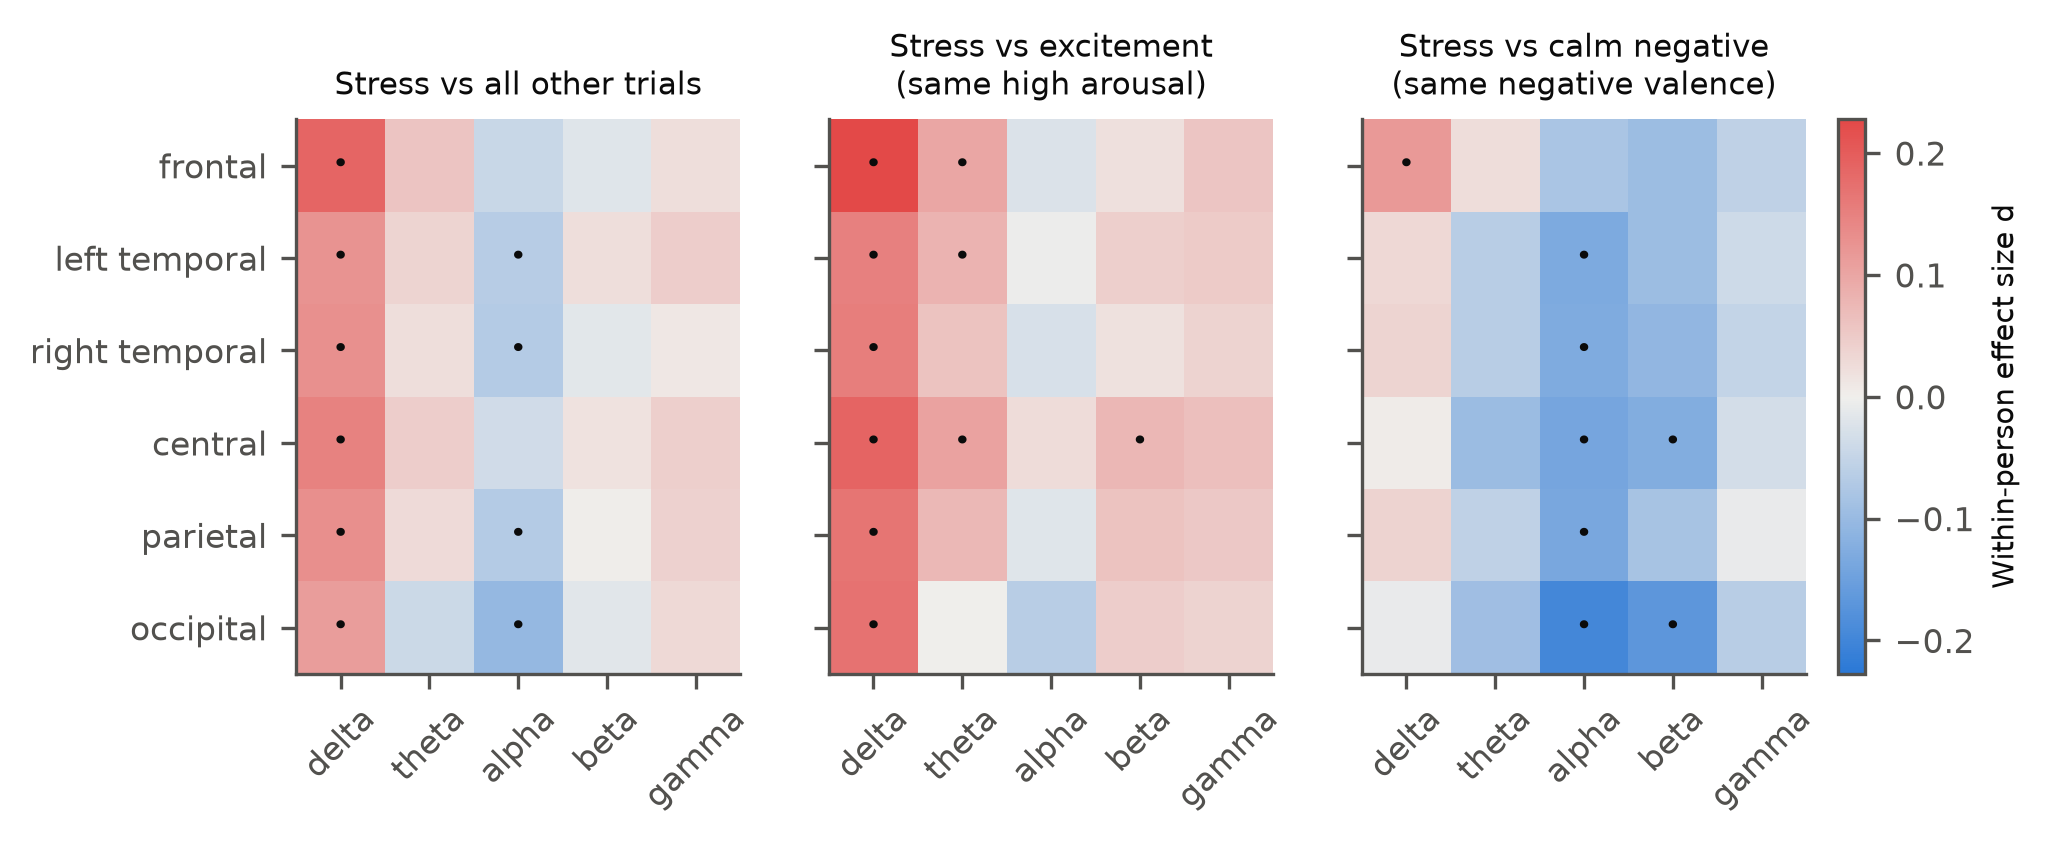 Stress vs all other trials
Stress vs excitement
(same high arousal)
Stress vs calm negative
(same negative valence)
frontal
left temporal
right temporal
central
parietal
occipital
delta theta alpha beta gamma
delta theta alpha beta gamma
delta theta alpha beta gamma
0.2
0.1
0.0
−0.1
−0.2
Within-person effect size d